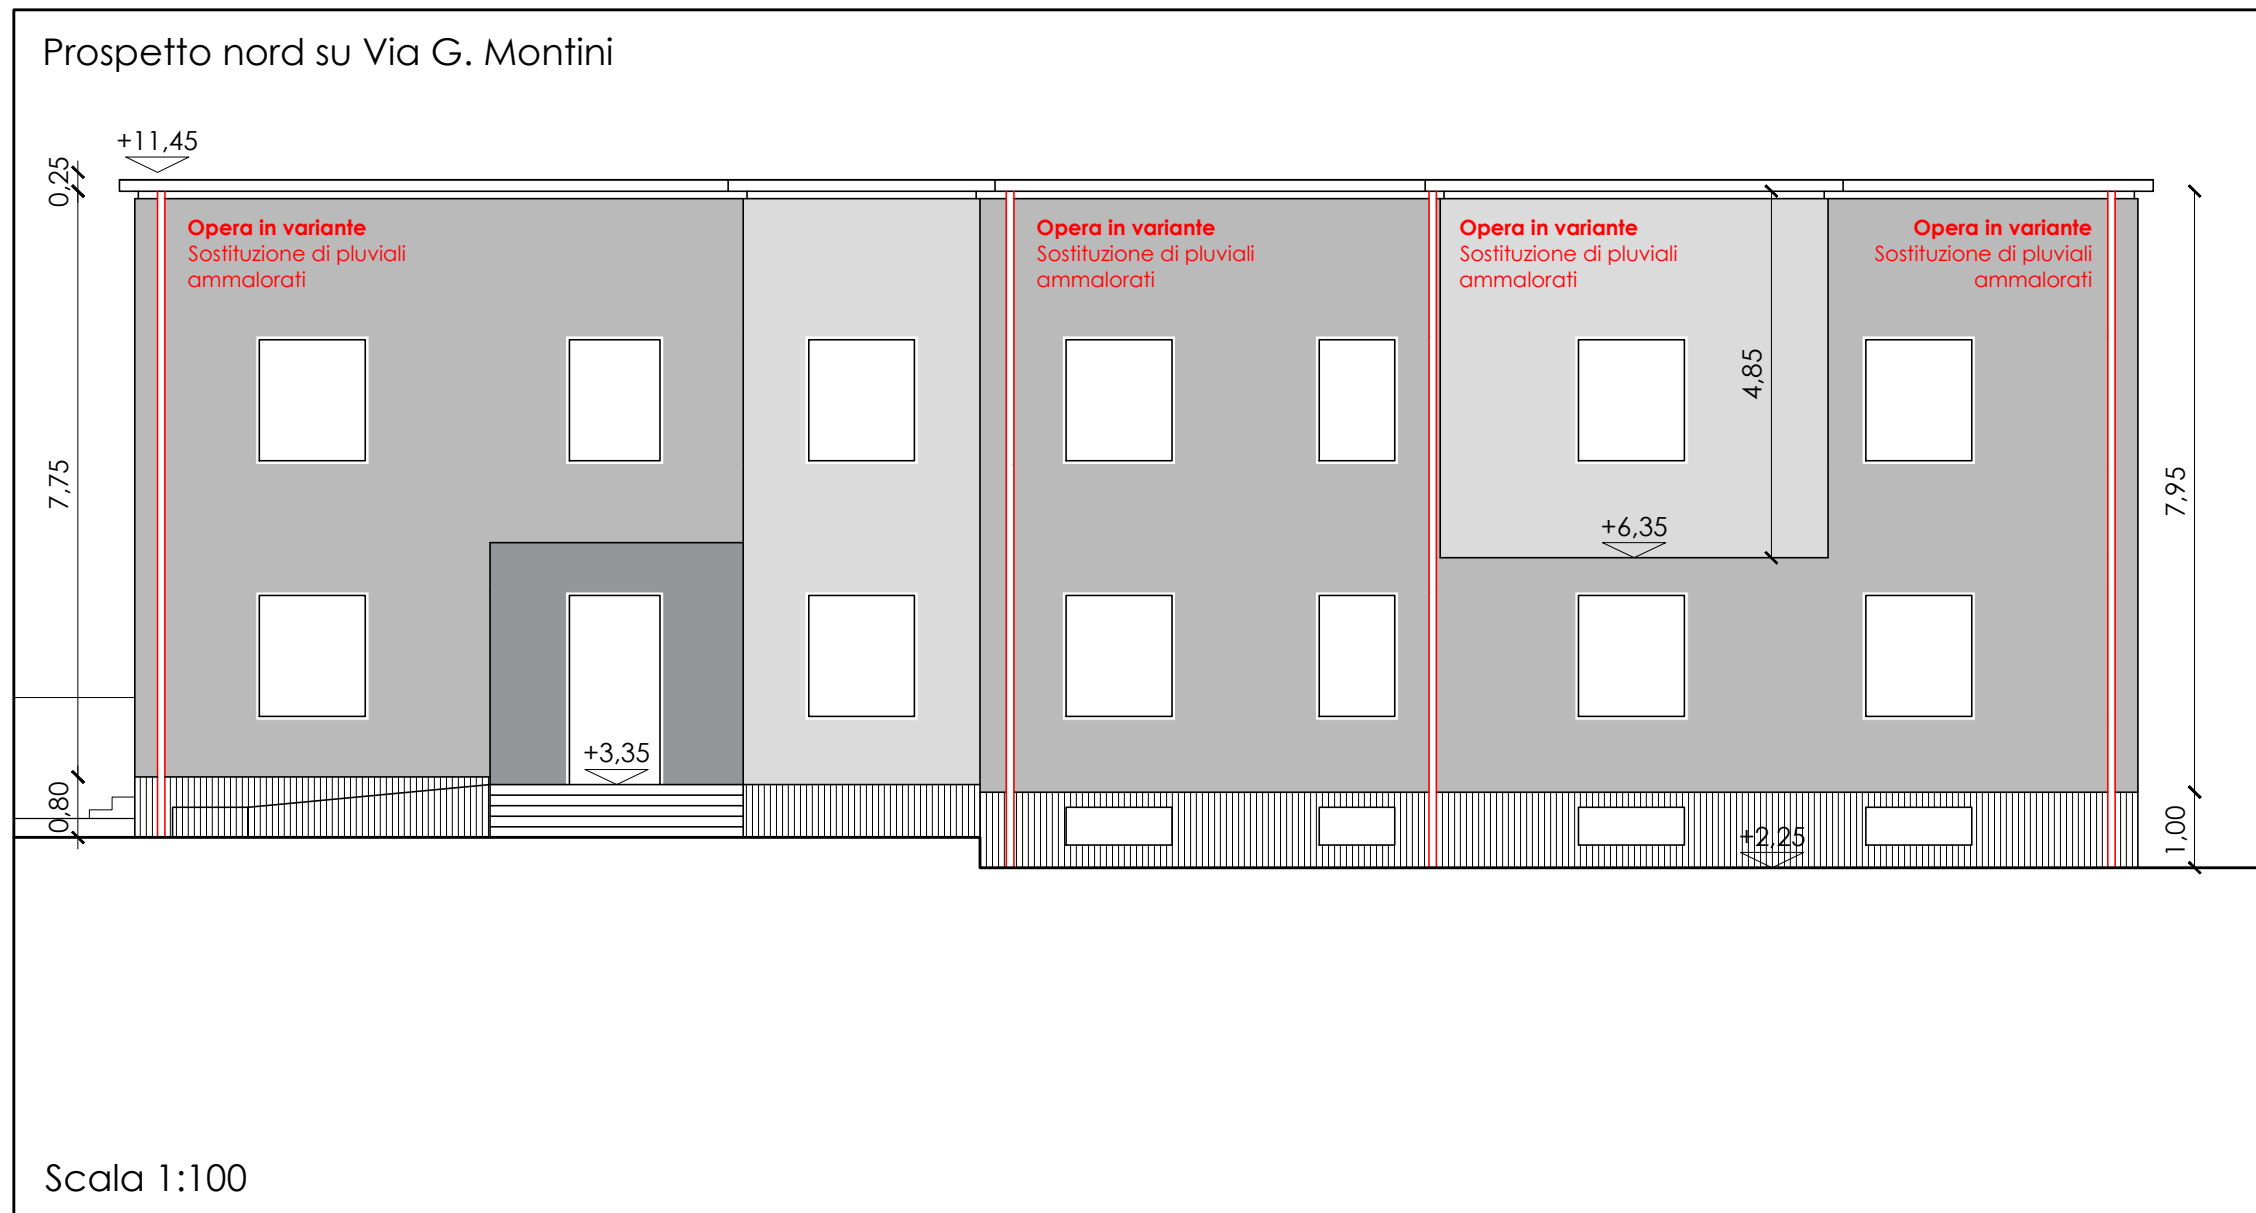 Prospetto nord su Via G. Montini
+11,45
0,25
Opera in variante
Sostituzione di pluviali
ammalorati
Opera in variante
Sostituzione di pluviali
ammalorati
Opera in variante
Sostituzione di pluviali
ammalorati
Opera in variante
Sostituzione di pluviali
ammalorati
4,85
7,75
7,95
+6,35
+3,35
0,80
+2,25
1,00
Scala 1:100